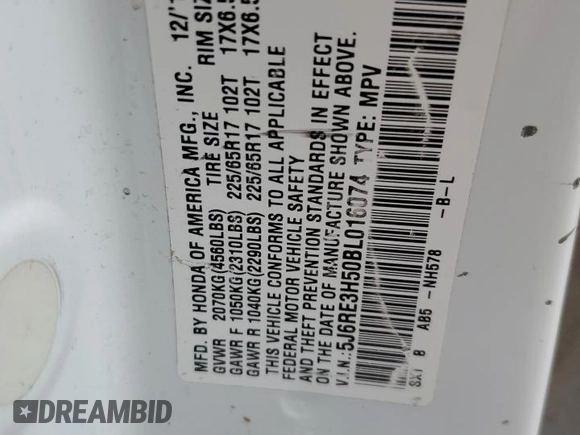 MFD. BY HONDA OF AMERICA MFG., INC. 12/
TIRE SIZE RIM SIZ
GVWR 2070KG(4560LBS)
GAWR F 1050KG(2310LBS) 225/65R17 102T 17X6.5
GAWR R 1040KG(2290LBS) 225/65R17 102T 17X6.5
THIS VEHICLE CONFORMS TO ALL APPLICABLE
FEDERAL MOTOR VEHICLE SAFETY
AND THEFT PREVENTION STANDARDS IN EFFECT
ON THE DATE OF MANUFACTURE SHOWN ABOVE.
V.I.N.:5J6RE3H50BL016074 TYPE: MPV
SX1 B AB5 -NH578 -B-L
DREAMBID